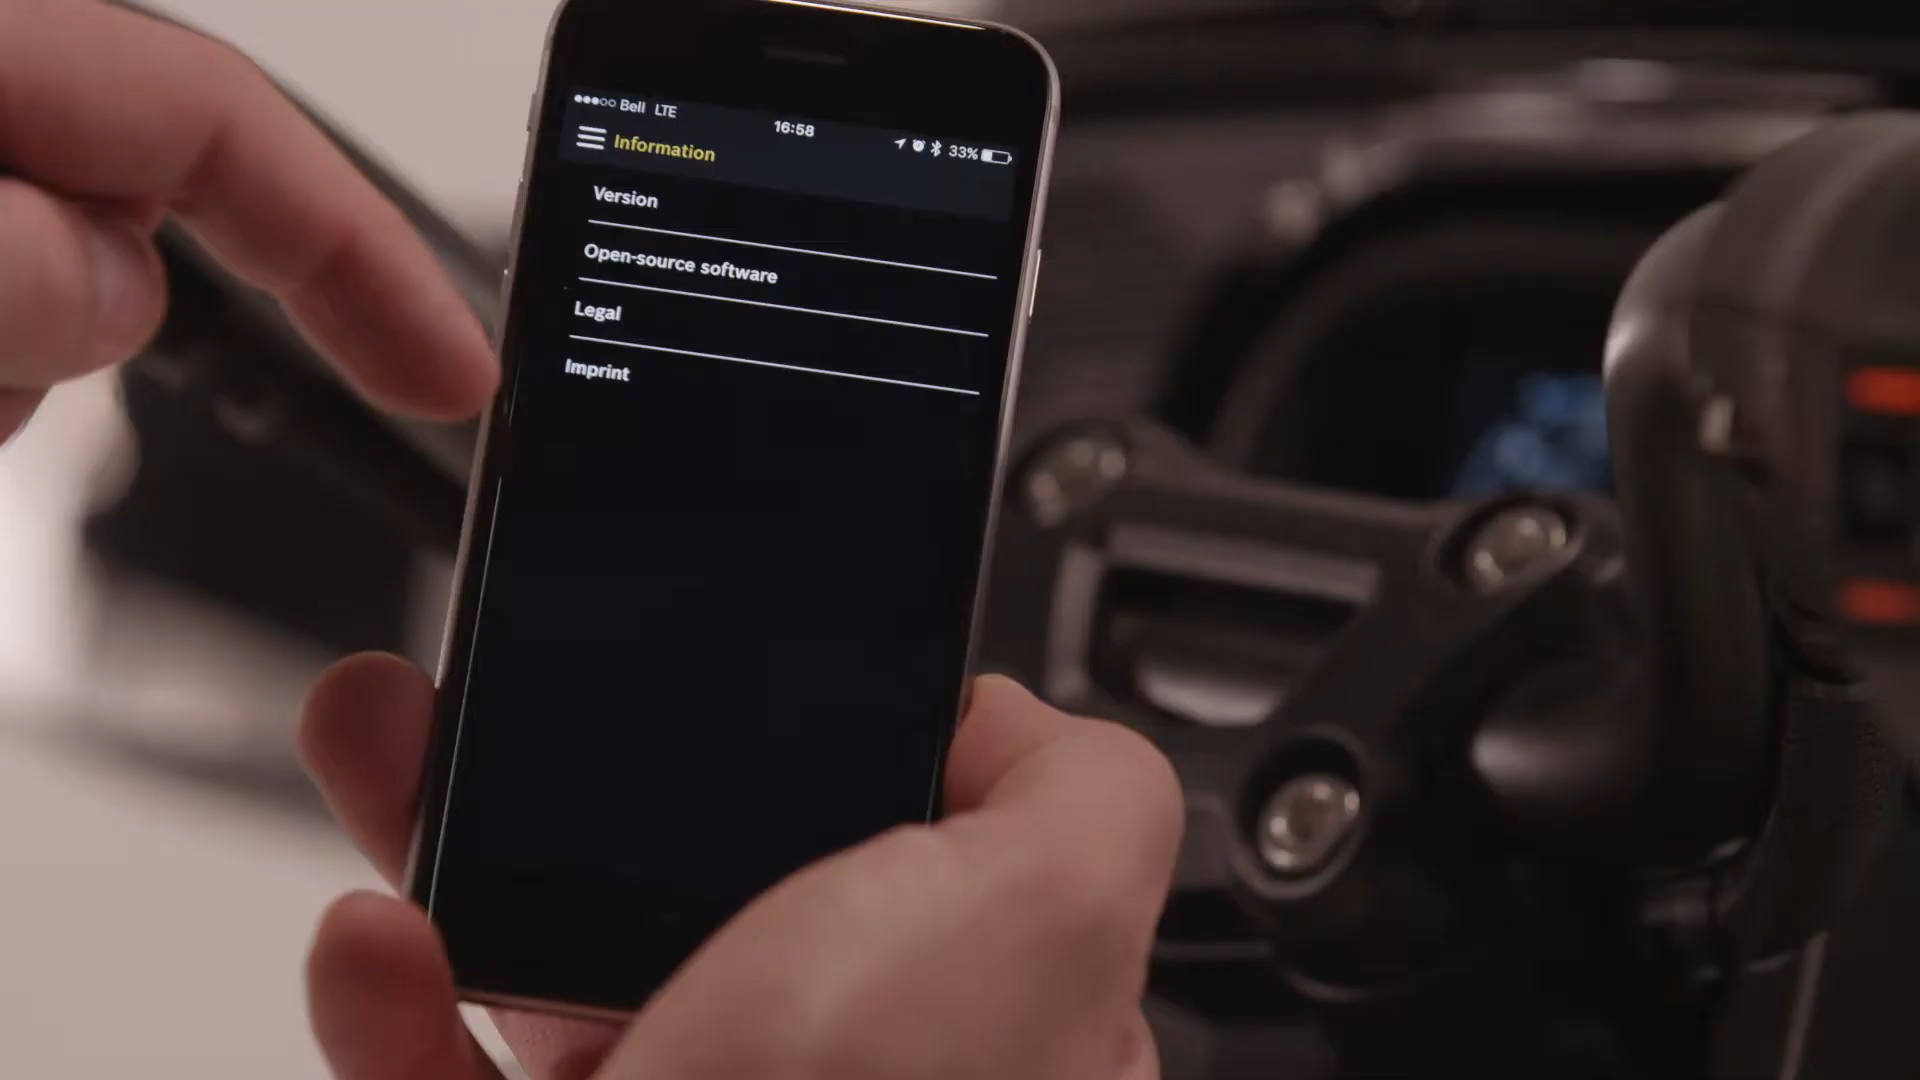 Bell LTE
16:58
33%
Information
Version
Open-source software
Legal
Imprint